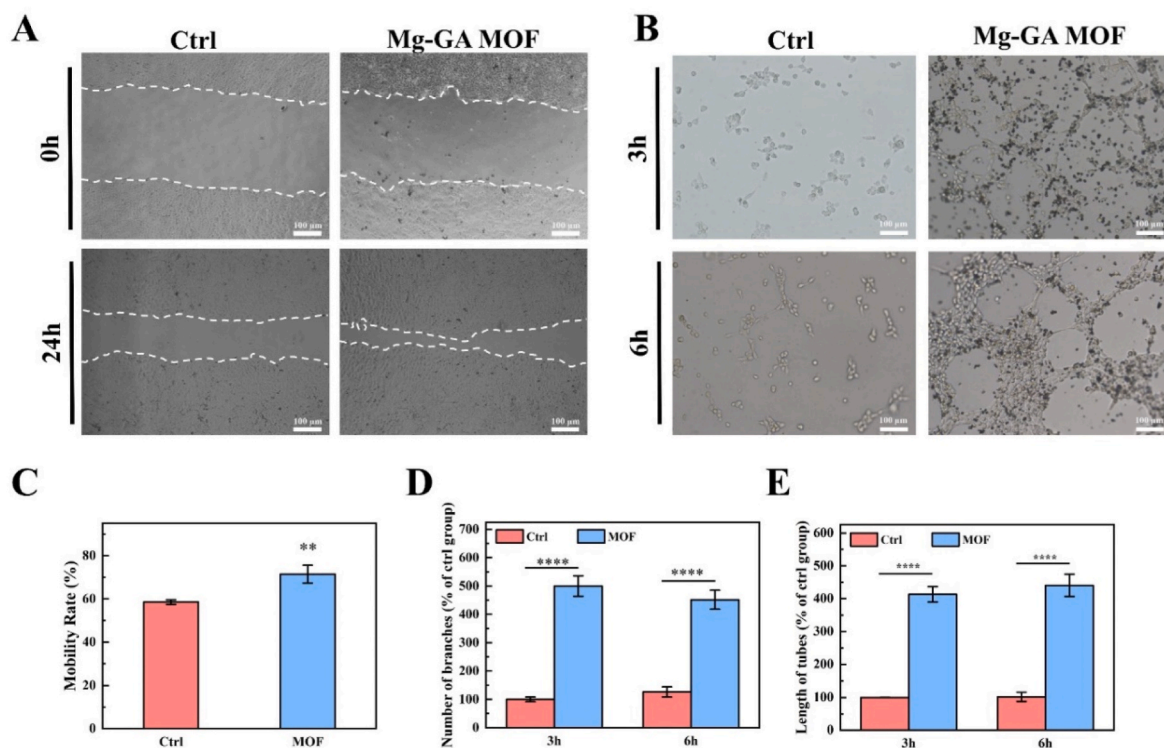 A
Ctrl
Mg-GA MOF
0h
100 μm
100 μm
24h
100 μm
100 μm
B
Ctrl
Mg-GA MOF
3h
100 μm
100 μm
6h
100 μm
100 μm
C
Mobility Rate (%)
80
60
40
20
0
**
Ctrl
MOF
D
Number of branches (% of ctrl group)
700
600
500
400
300
200
100
0
Ctrl
MOF
****
****
3h
6h
E
Length of tubes (% of ctrl group)
600
500
400
300
200
100
0
Ctrl
MOF
****
****
3h
6h